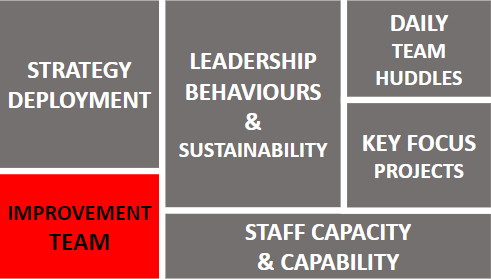 STRATEGY
DEPLOYMENT
LEADERSHIP
BEHAVIOURS
&
SUSTAINABILITY
DAILY
TEAM
HUDDLES
KEY FOCUS
PROJECTS
IMPROVEMENT
TEAM
STAFF CAPACITY
& CAPABILITY